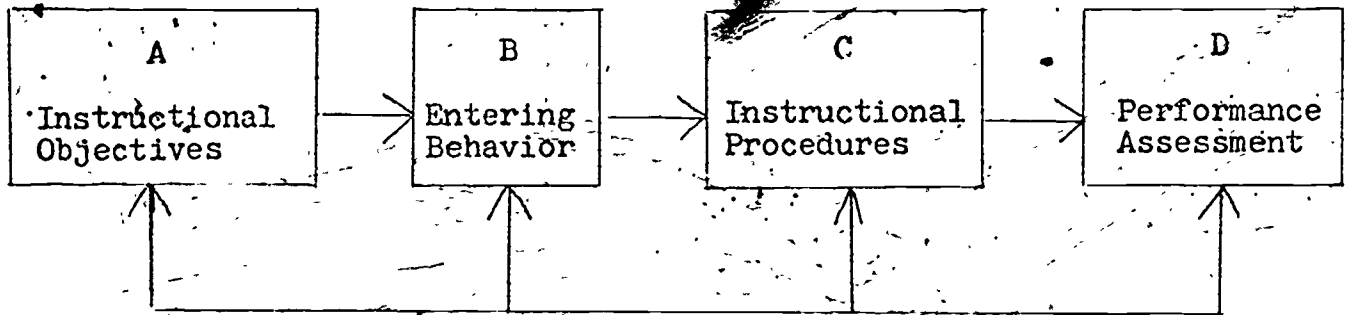 A
Instructional
Objectives
B
Entering
Behavior
C
Instructional
Procedures
D
Performance
Assessment